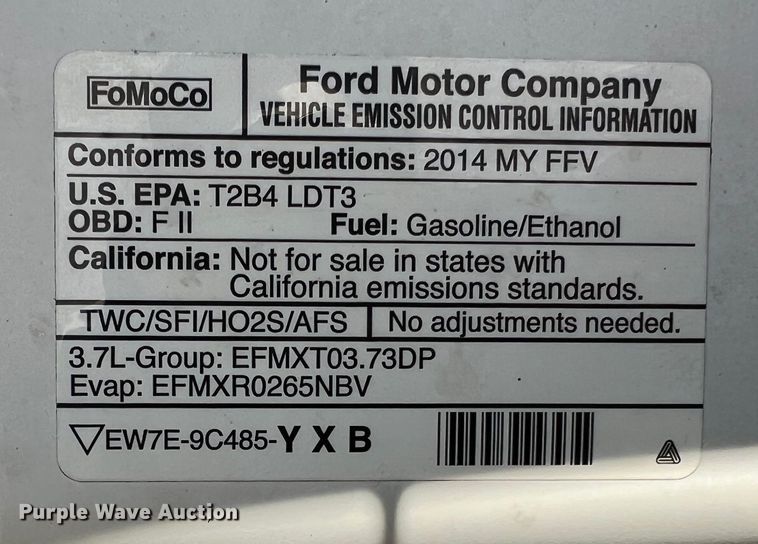 FoMoCo
Ford Motor Company
VEHICLE EMISSION CONTROL INFORMATION
Conforms to regulations: 2014 MY FFV
U.S. EPA: T2B4 LDT3
OBD: F II Fuel: Gasoline/Ethanol
California: Not for sale in states with
California emissions standards.
TWC/SFI/HO2S/AFS No adjustments needed.
3.7L-Group: EFMXT03.73DP
Evap: EFMXR0265NBV
EW7E-9C485-Y X B
Purple Wave Auction